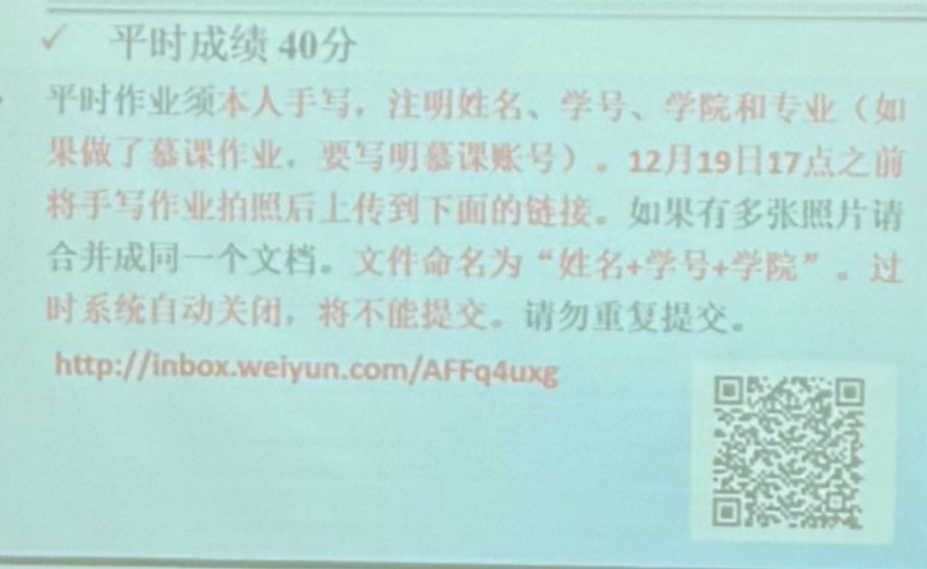 ✓ 平时成绩 40分
平时作业须本人手写，注明姓名、学号、学院和专业（如
果做了慕课作业，要写明慕课账号）。12月19日17点之前
将手写作业拍照后上传到下面的链接。如果有多张照片请
合并成同一个文档。文件命名为“姓名+学号+学院”。过
时系统自动关闭，将不能提交。请勿重复提交。
http://inbox.weiyun.com/AFFq4uxg